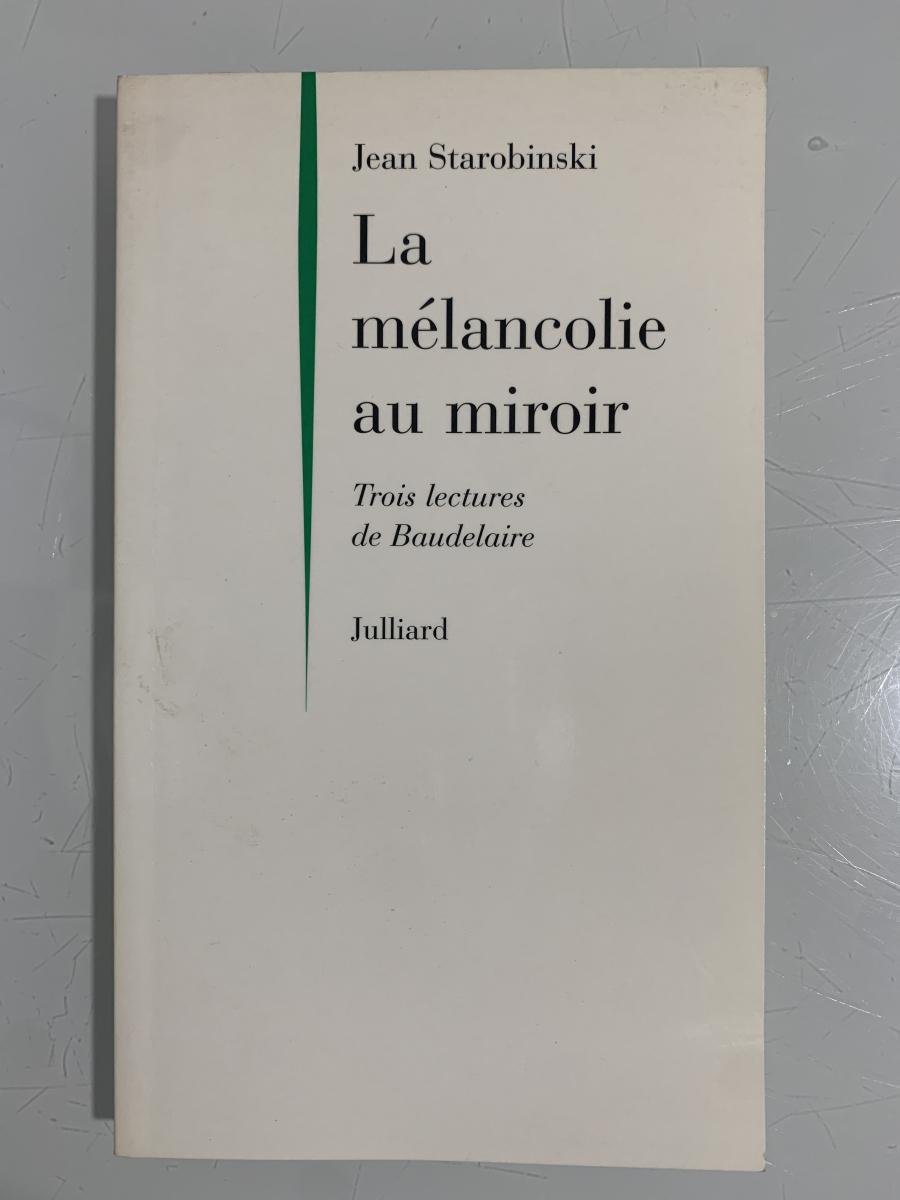 Jean Starobinski
La
mélancolie
au miroir
Trois lectures
de Baudelaire
Julliard